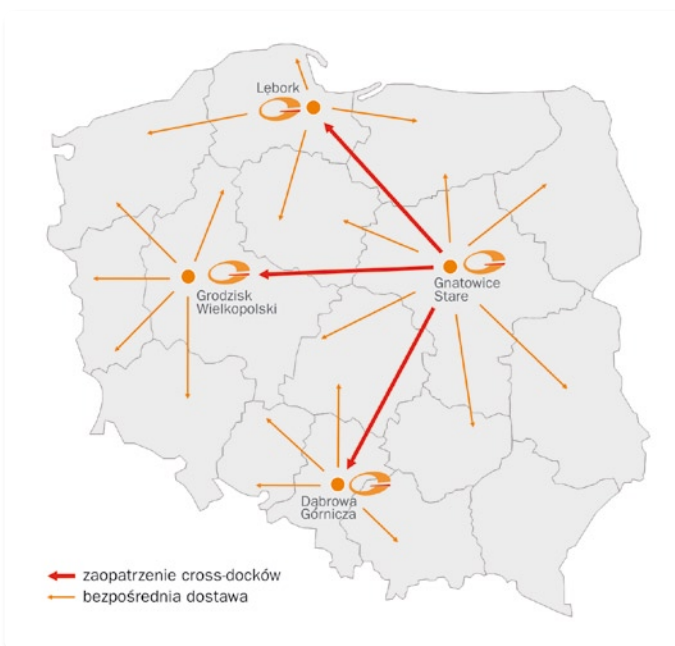 Lębork
Gnatowice
Stare
Grodzisk
Wielkopolski
Dąbrowa
Górnicza
zaopatrzenie cross-docków
bezpośrednia dostawa